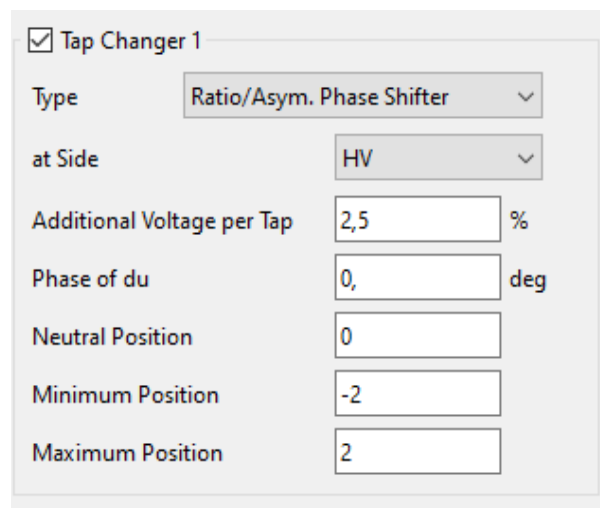 Tap Changer 1
Type Ratio/Asym. Phase Shifter
at Side HV
Additional Voltage per Tap 2,5 %
Phase of du 0, deg
Neutral Position 0
Minimum Position -2
Maximum Position 2